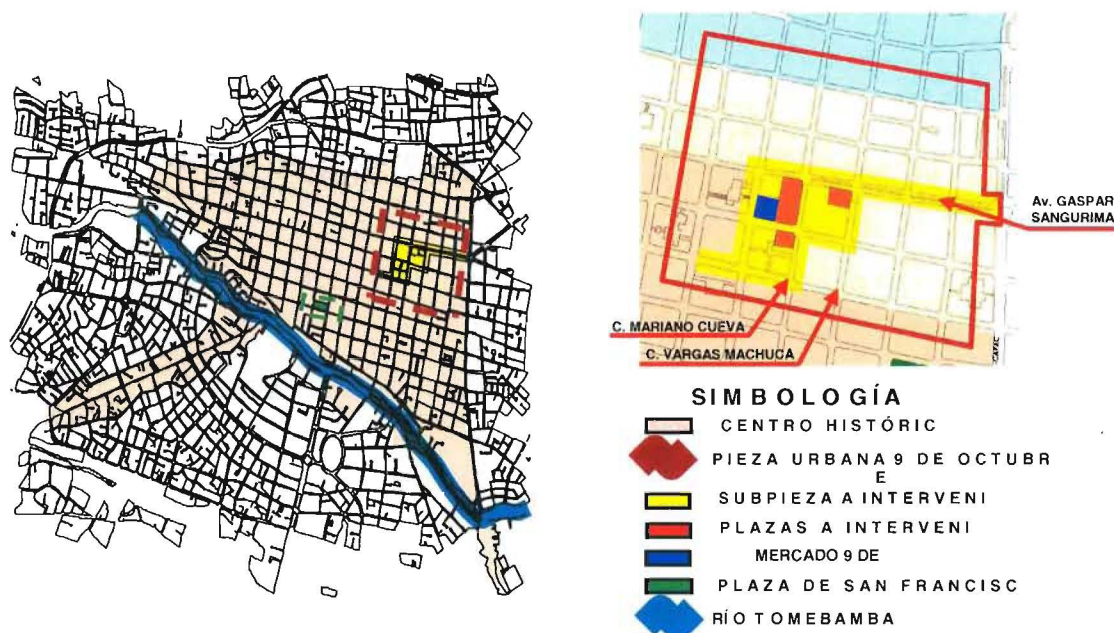 Av. GASPAR
SANGURIMA
C. MARIANO CUEVA
C. VARGAS MACHUCA
SIMBOLOGÍA
CENTRO HISTÓRIC
PIEZA URBANA 9 DE OCTUBR
E
SUBPIEZA A INTERVENI
PLAZAS A INTERVENI
MERCADO 9 DE
PLAZA DE SAN FRANCISC
RÍO TOMEBAMBA